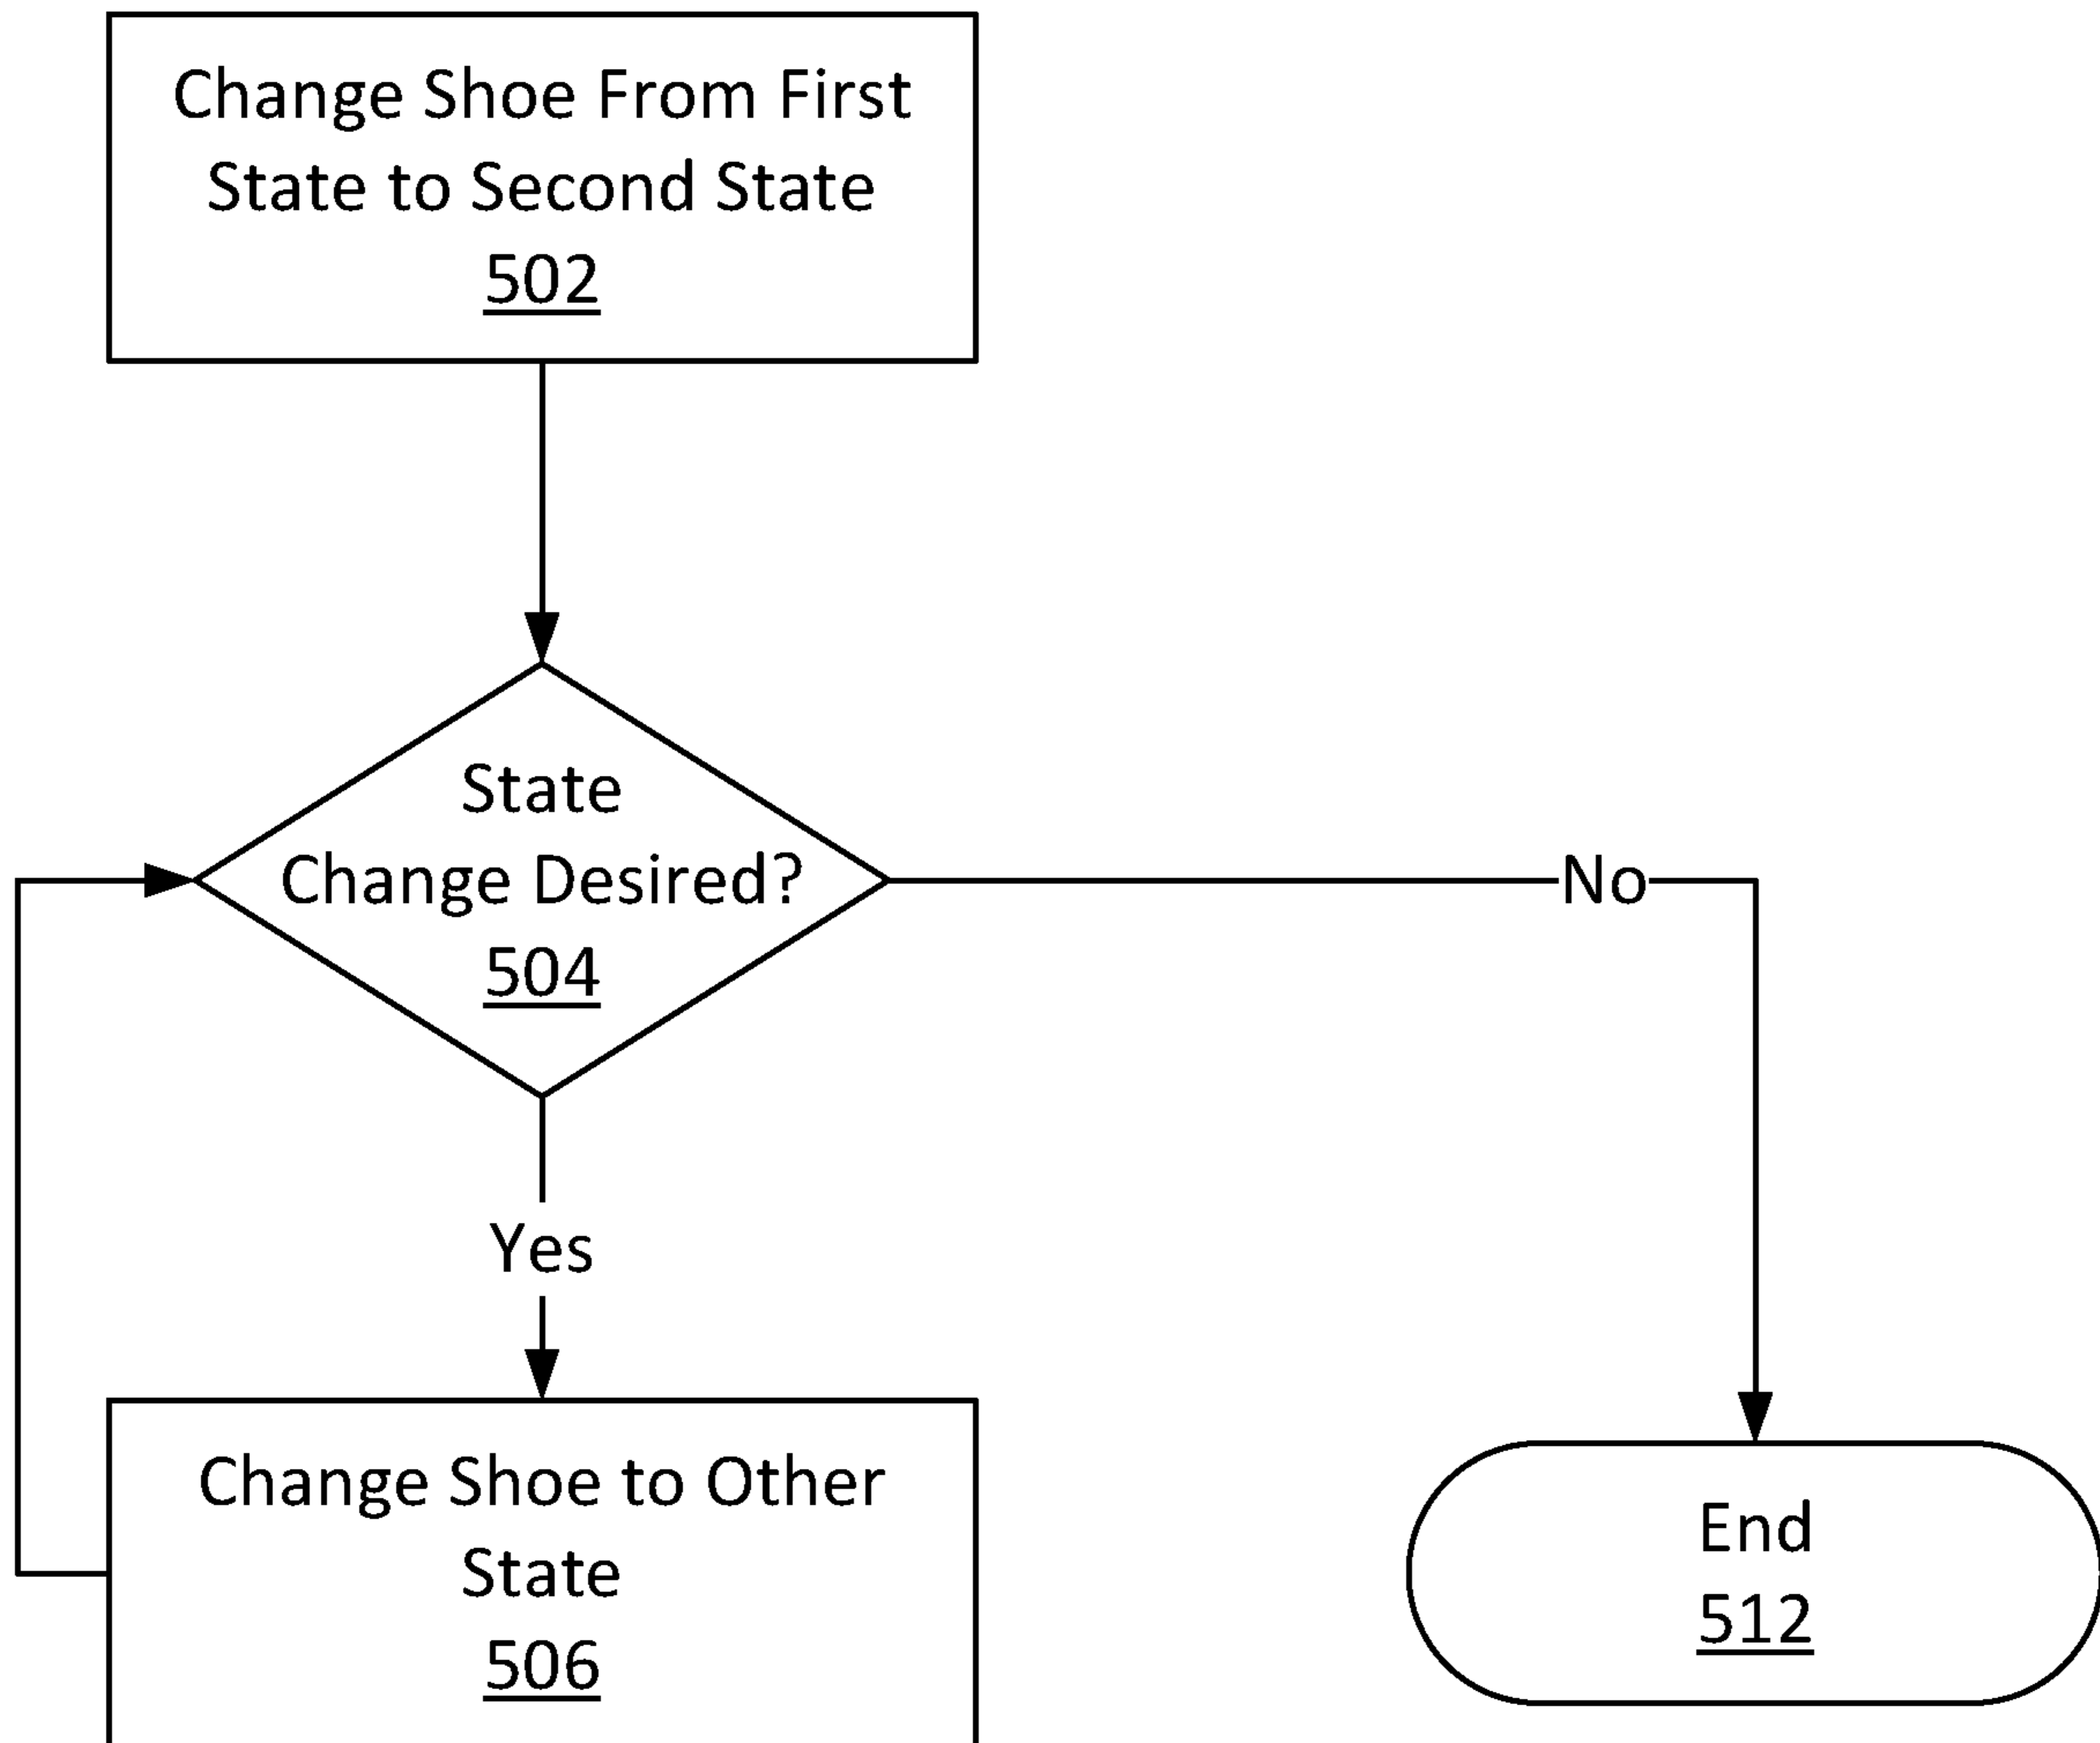 Change Shoe From First
State to Second State
502
State
Change Desired?
504
No
Yes
Change Shoe to Other
State
506
End
512